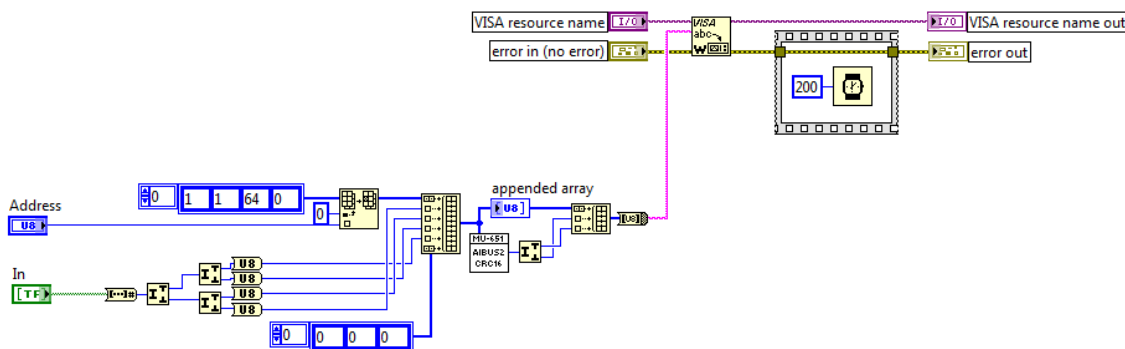 VISA resource name
I/O
VISA
abc
W
I/O
VISA resource name out
error in (no error)
error out
200
0
1
1
64
0
appended array
Address
U8
0
U8
MU-651
AIBUS2
CRC16
[U8]
In
[TF
[...]#
U8
U8
U8
U8
0
0
0
0